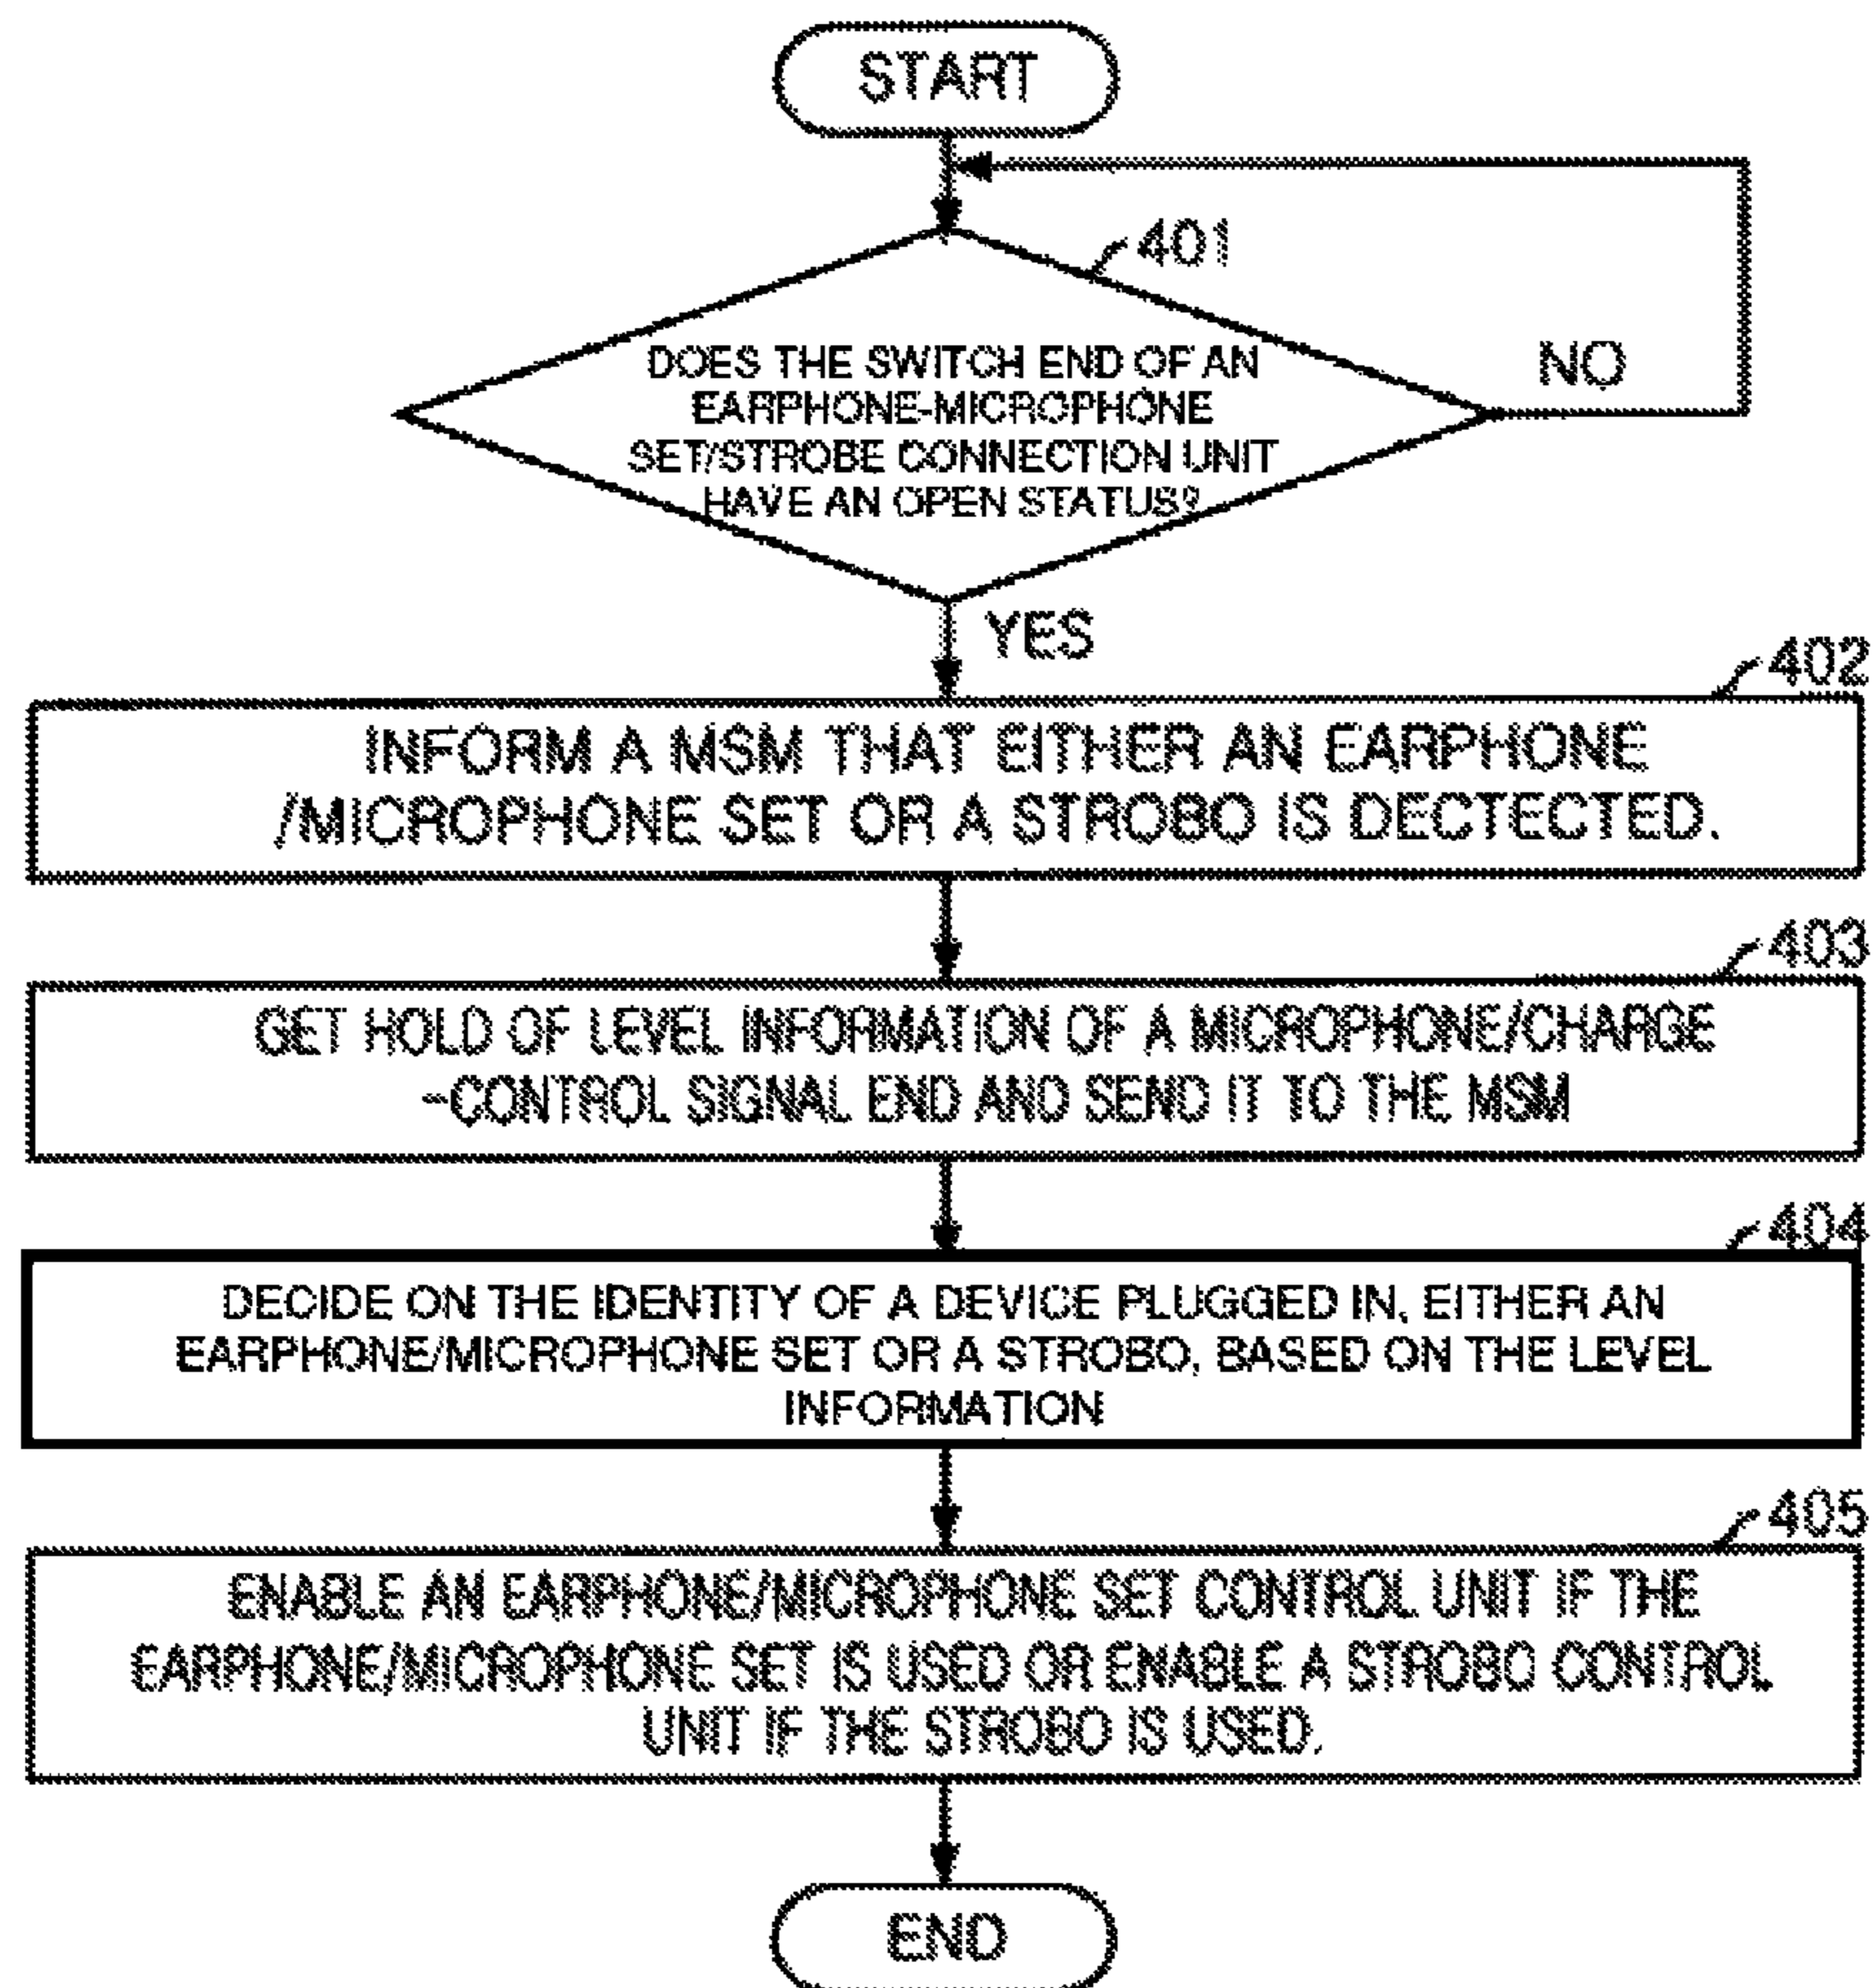 START
401
DOES THE SWITCH END OF AN
EARPHONE-MICROPHONE
SET/STROBE CONNECTION UNIT
HAVE AN OPEN STATUS?
NO
YES
402
INFORM A MSM THAT EITHER AN EARPHONE
/MICROPHONE SET OR A STROBO IS DECTECTED.
403
GET HOLD OF LEVEL INFORMATION OF A MICROPHONE/CHARGE
-CONTROL SIGNAL END AND SEND IT TO THE MSM
404
DECIDE ON THE IDENTITY OF A DEVICE PLUGGED IN, EITHER AN
EARPHONE/MICROPHONE SET OR A STROBO, BASED ON THE LEVEL
INFORMATION
405
ENABLE AN EARPHONE/MICROPHONE SET CONTROL UNIT IF THE
EARPHONE/MICROPHONE SET IS USED OR ENABLE A STROBO CONTROL
UNIT IF THE STROBO IS USED.
END